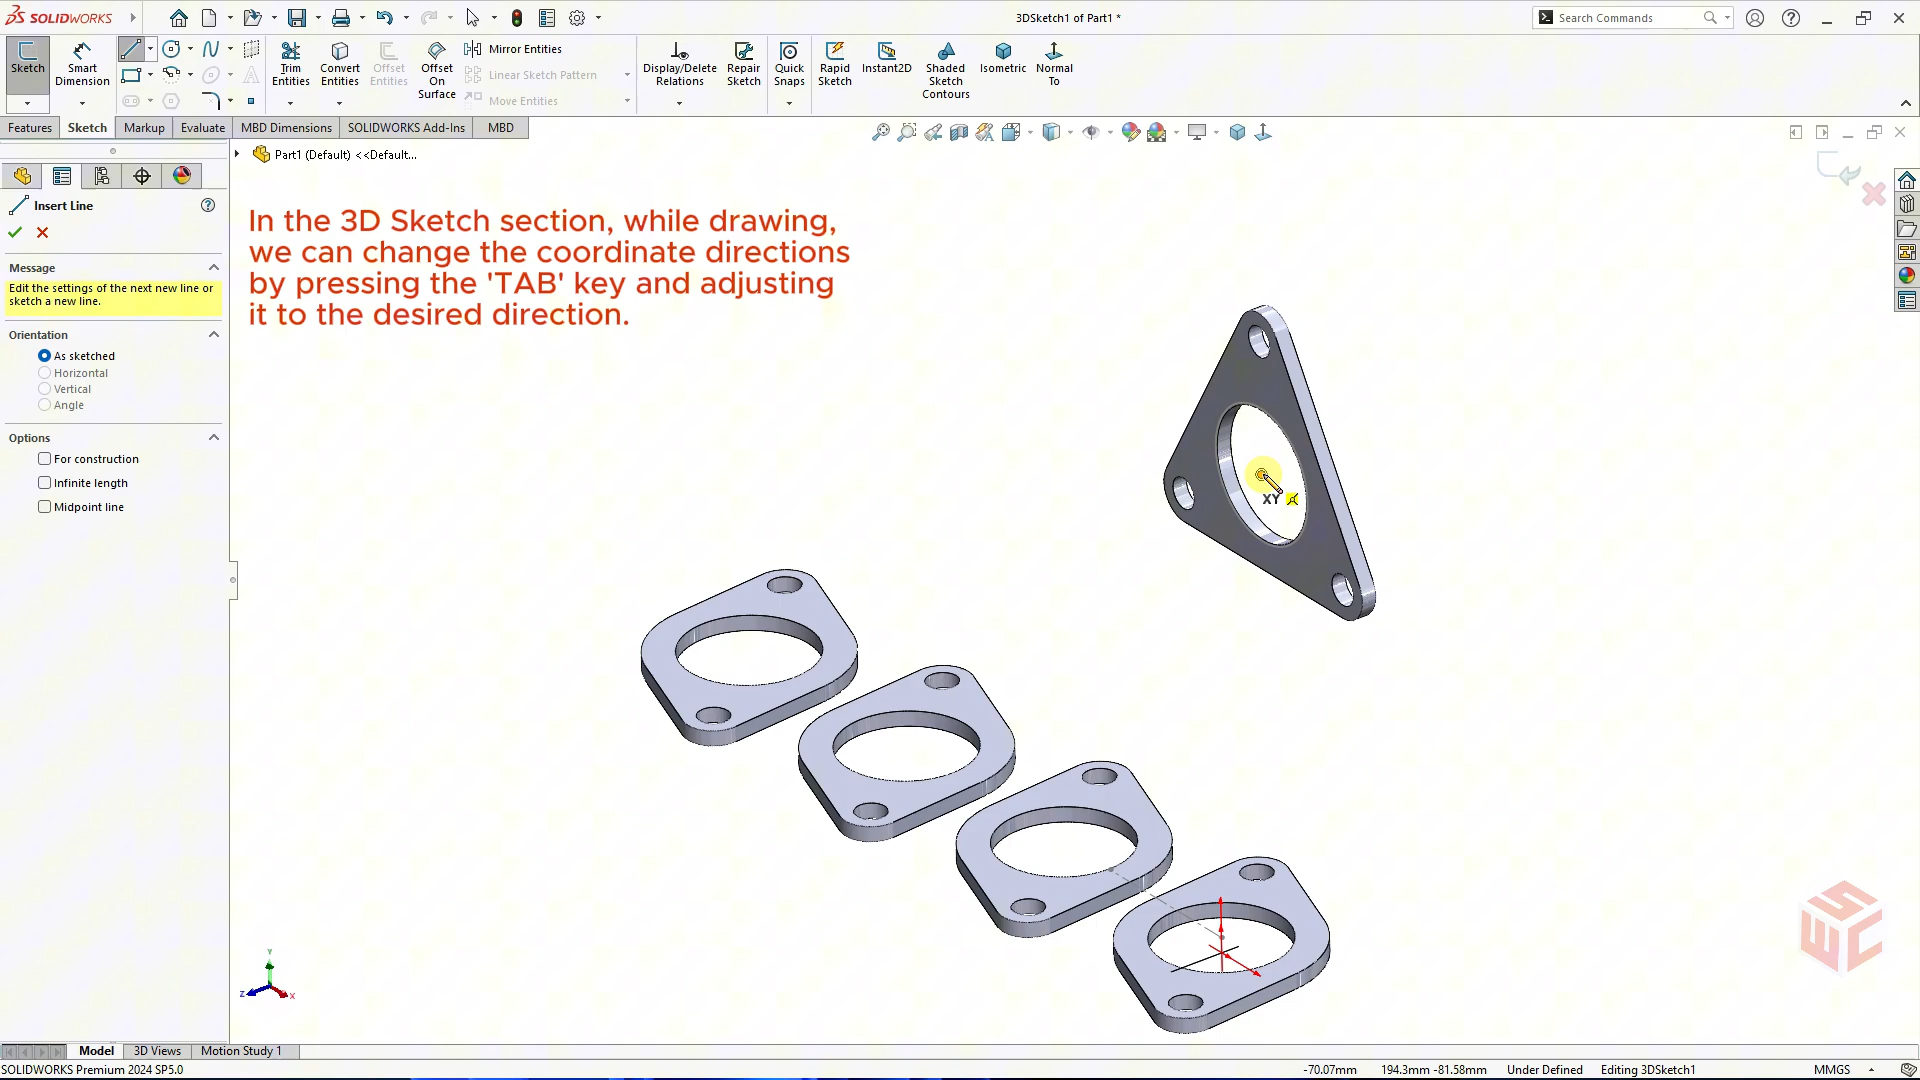 SOLIDWORKS
3DSketch1 of Part1 *
Search Commands
Sketch
Smart Dimension
Trim Entities
Convert Entities
Offset Entities
Offset On Surface
Mirror Entities
Linear Sketch Pattern
Move Entities
Display/Delete Relations
Repair Sketch
Quick Snaps
Rapid Sketch
Instant2D
Shaded Sketch Contours
Isometric
Normal To
Features
Sketch
Markup
Evaluate
MBD Dimensions
SOLIDWORKS Add-Ins
MBD
Part1 (Default) <<Default...
Insert Line
Message
Edit the settings of the next new line or
sketch a new line.
Orientation
As sketched
Horizontal
Vertical
Angle
Options
For construction
Infinite length
Midpoint line
In the 3D Sketch section, while drawing,
we can change the coordinate directions
by pressing the 'TAB' key and adjusting
it to the desired direction.
XY
Y
Z
X
SWC
Model
3D Views
Motion Study 1
SOLIDWORKS Premium 2024 SP5.0
-70.07mm
194.3mm -81.58mm
Under Defined
Editing 3DSketch1
MMGS